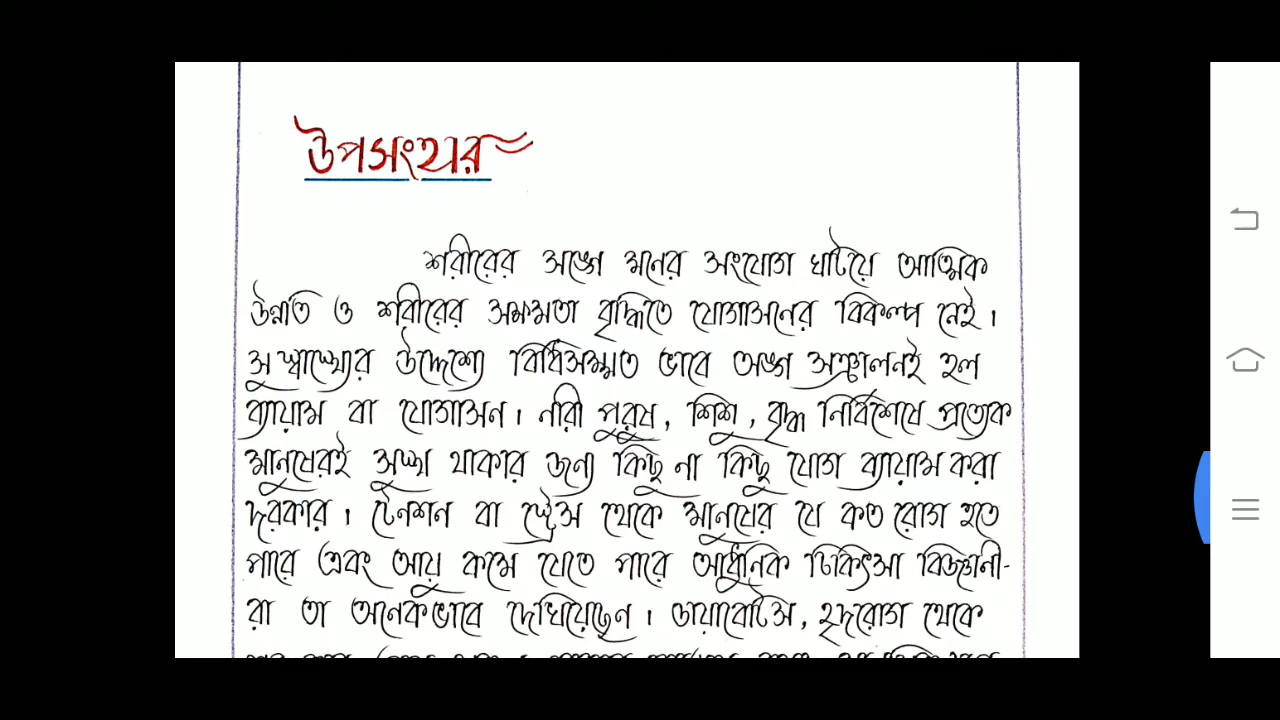 উপসংহার
শরীরের সঙ্গে মনের সংযোগ ঘটিয়ে আত্মিক
উন্নতি ও শরীরের সক্ষমতা বৃদ্ধিতে যোগাসনের বিকল্প নেই।
সুস্বাস্থ্যের উদ্দেশ্যে বিধিসম্মত ভাবে অঙ্গ সঞ্চালনই হল
ব্যায়াম বা যোগাসন। নারী পুরুষ, শিশু, বৃদ্ধ নির্বিশেষে প্রত্যেক
মানুষেরই সুস্থ থাকার জন্য কিছু না কিছু যোগ ব্যায়াম করা
দরকার। টেনশন বা স্ট্রেস থেকে মানুষের যে কত রোগ হতে
পারে এবং আয়ু কমে যেতে পারে আধুনিক চিকিৎসা বিজ্ঞানী-
রা তা অনেকভাবে দেখিয়েছেন। ডায়াবেটিস, হৃদরোগ থেকে